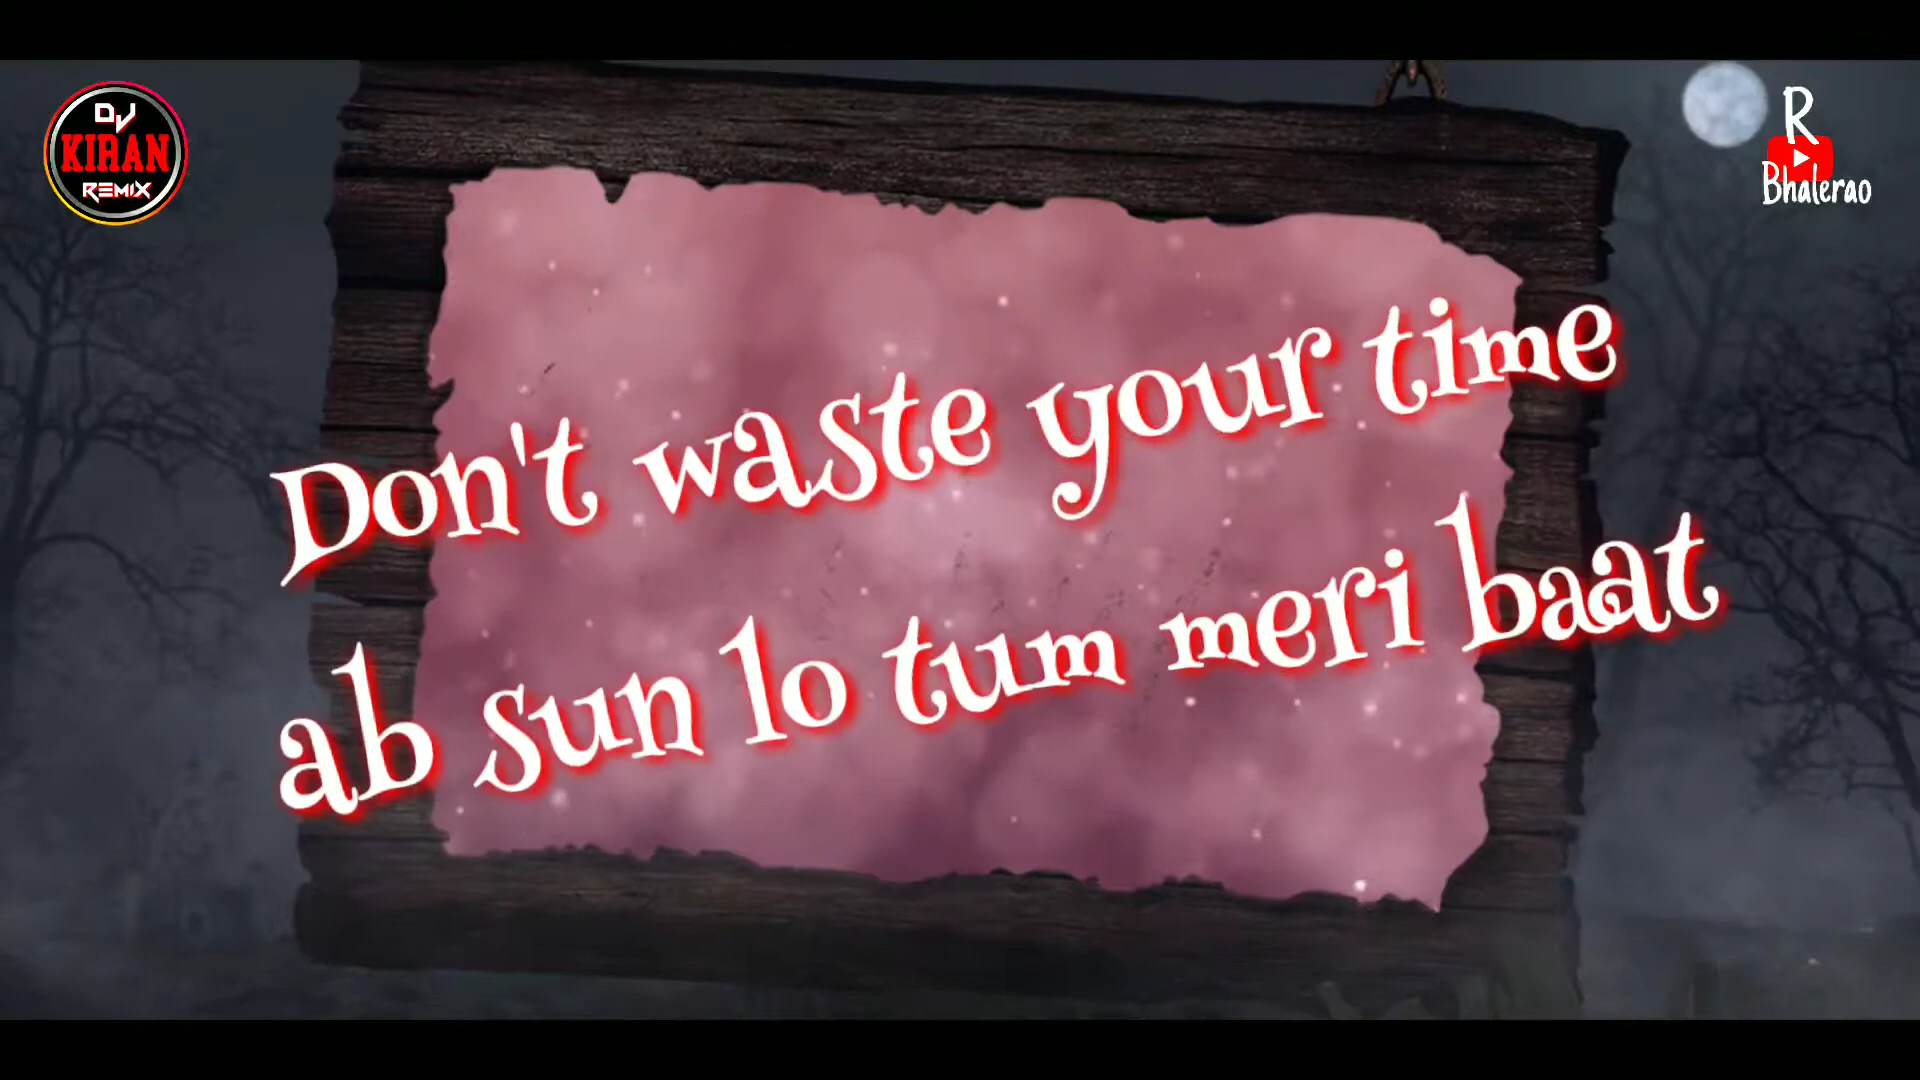 DJ
KIRAN
REMIX
R
Bhalerao
Don't waste your time
ab sun lo tum meri baat